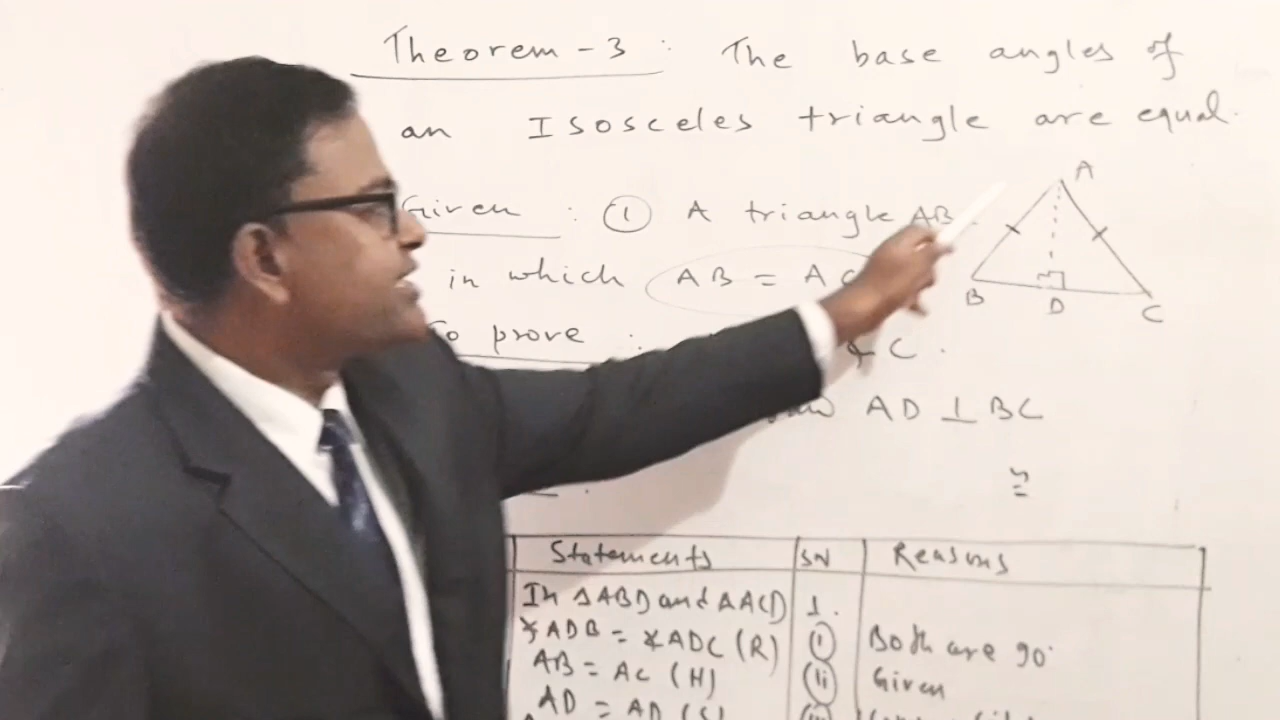 Theorem - 3 : The base angles of
an Isosceles triangle are equal.
Given : ① A triangle AB
in which AB = AC
A
B
D
C
To prove :
∡C.
AD ⊥ BC
≅
Statements SN Reasons
In ΔABD and ΔACD 1.
∡ADB = ∡ADC (R) (i) Both are 90°
AB = AC (H) (ii) Given
AD = AD (S) (iii)